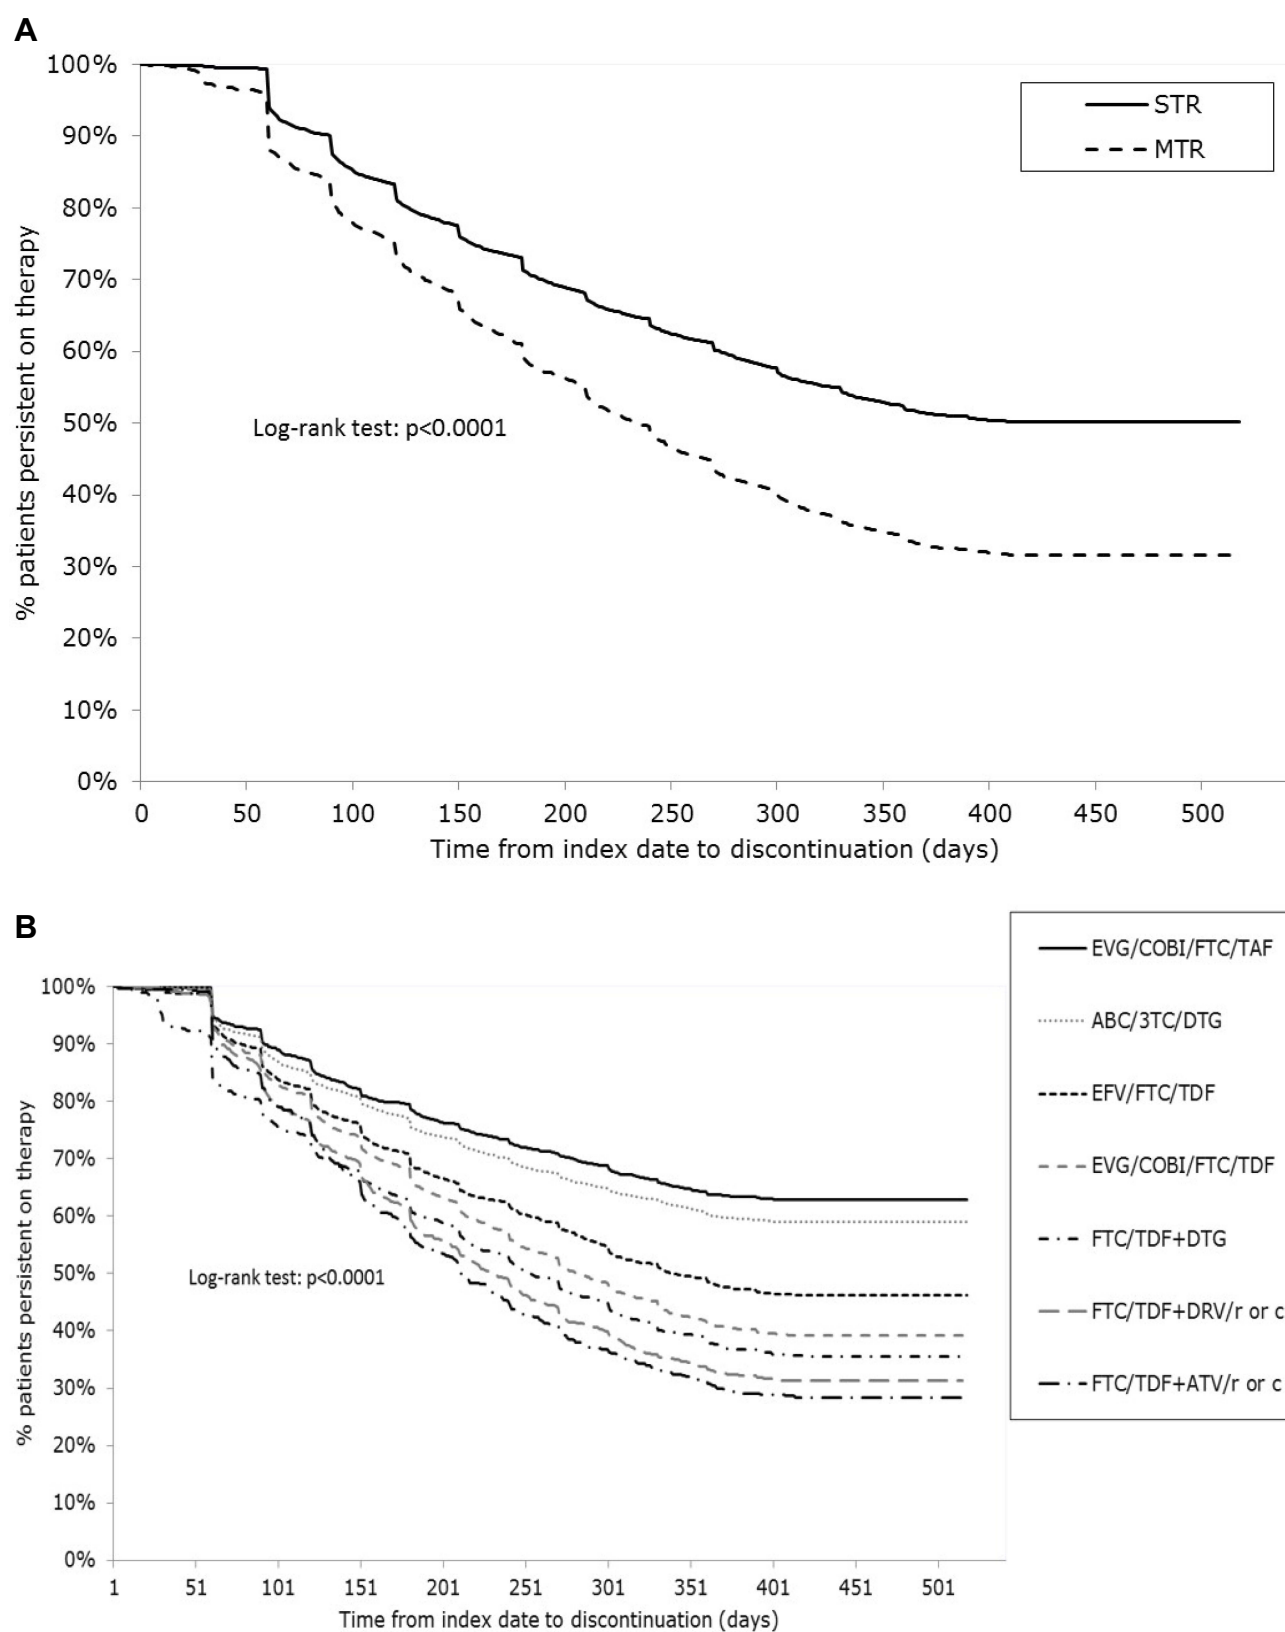 A
100%
90%
80%
70%
60%
50%
40%
30%
20%
10%
0%
% patients persistent on therapy
STR
MTR
Log-rank test: p<0.0001
0 50 100 150 200 250 300 350 400 450 500
Time from index date to discontinuation (days)
B
100%
90%
80%
70%
60%
50%
40%
30%
20%
10%
0%
% patients persistent on therapy
Log-rank test: p<0.0001
1 51 101 151 201 251 301 351 401 451 501
Time from index date to discontinuation (days)
EVG/COBI/FTC/TAF
ABC/3TC/DTG
EFV/FTC/TDF
EVG/COBI/FTC/TDF
FTC/TDF+DTG
FTC/TDF+DRV/r or c
FTC/TDF+ATV/r or c